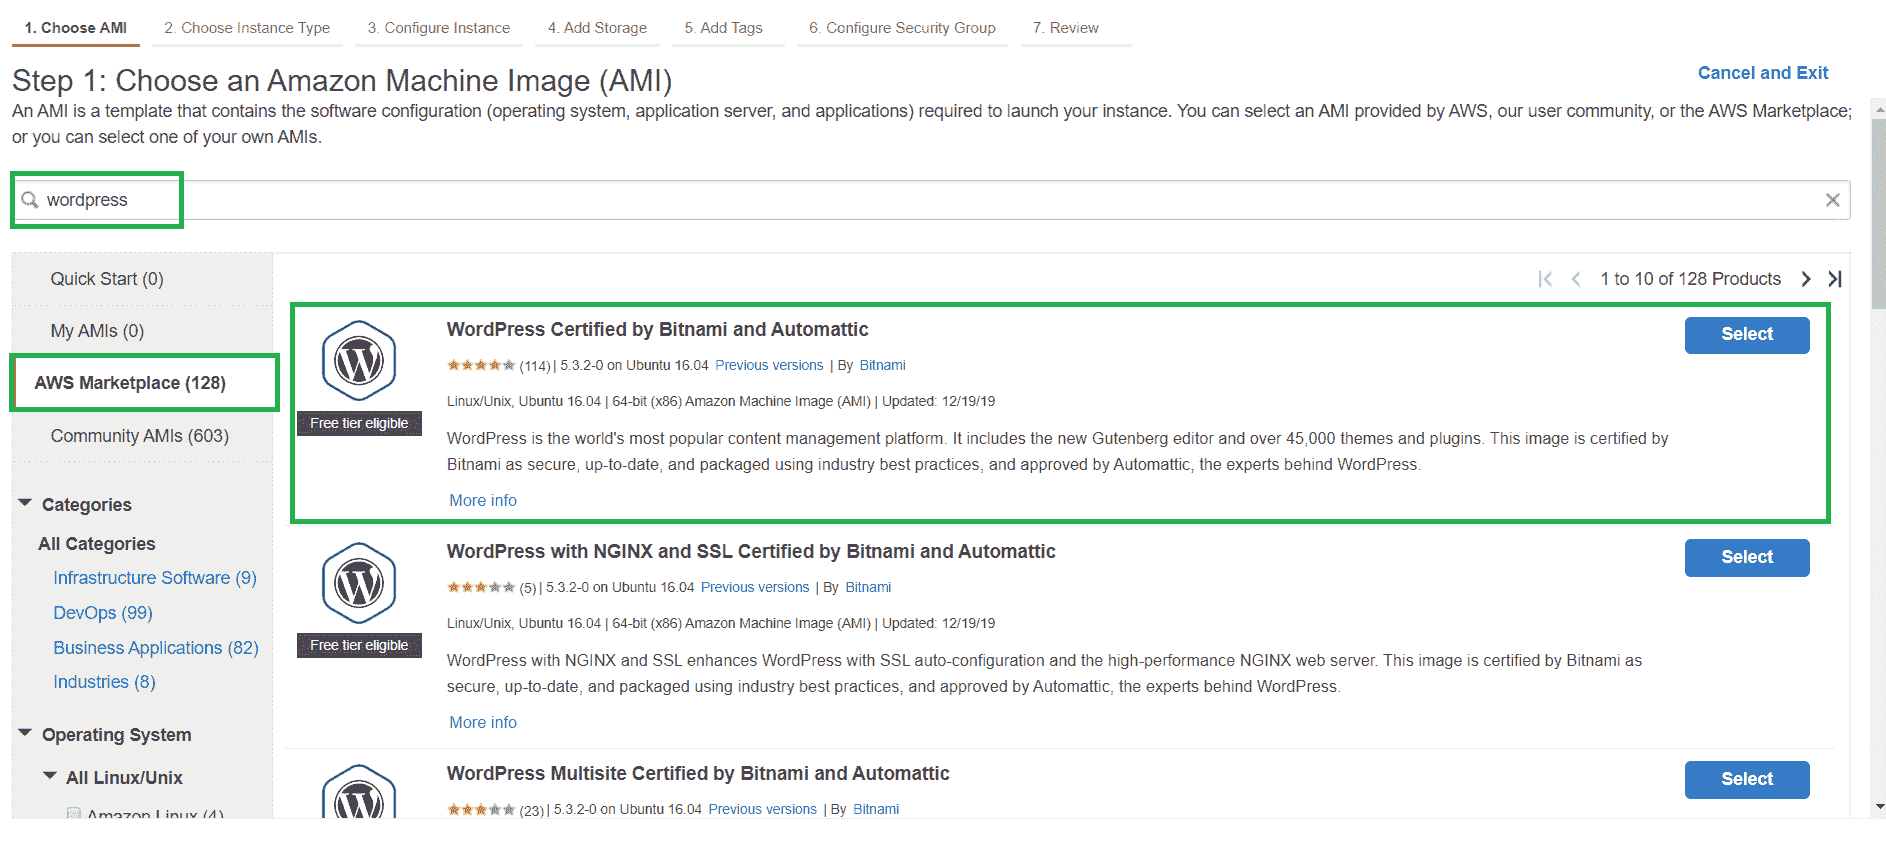 1. Choose AMI 2. Choose Instance Type 3. Configure Instance 4. Add Storage 5. Add Tags 6. Configure Security Group 7. Review
Step 1: Choose an Amazon Machine Image (AMI)
Cancel and Exit
An AMI is a template that contains the software configuration (operating system, application server, and applications) required to launch your instance. You can select an AMI provided by AWS, our user community, or the AWS Marketplace;
or you can select one of your own AMIs.
wordpress
Quick Start (0)
My AMIs (0)
AWS Marketplace (128)
Community AMIs (603)
Categories
All Categories
Infrastructure Software (9)
DevOps (99)
Business Applications (82)
Industries (8)
Operating System
All Linux/Unix
Amazon Linux (4)
1 to 10 of 128 Products
WordPress Certified by Bitnami and Automattic
Select
(114) | 5.3.2-0 on Ubuntu 16.04 Previous versions | By Bitnami
Linux/Unix, Ubuntu 16.04 | 64-bit (x86) Amazon Machine Image (AMI) | Updated: 12/19/19
Free tier eligible
WordPress is the world's most popular content management platform. It includes the new Gutenberg editor and over 45,000 themes and plugins. This image is certified by
Bitnami as secure, up-to-date, and packaged using industry best practices, and approved by Automattic, the experts behind WordPress.
More info
WordPress with NGINX and SSL Certified by Bitnami and Automattic
Select
(5) | 5.3.2-0 on Ubuntu 16.04 Previous versions | By Bitnami
Linux/Unix, Ubuntu 16.04 | 64-bit (x86) Amazon Machine Image (AMI) | Updated: 12/19/19
Free tier eligible
WordPress with NGINX and SSL enhances WordPress with SSL auto-configuration and the high-performance NGINX web server. This image is certified by Bitnami as
secure, up-to-date, and packaged using industry best practices, and approved by Automattic, the experts behind WordPress.
More info
WordPress Multisite Certified by Bitnami and Automattic
Select
(23) | 5.3.2-0 on Ubuntu 16.04 Previous versions | By Bitnami